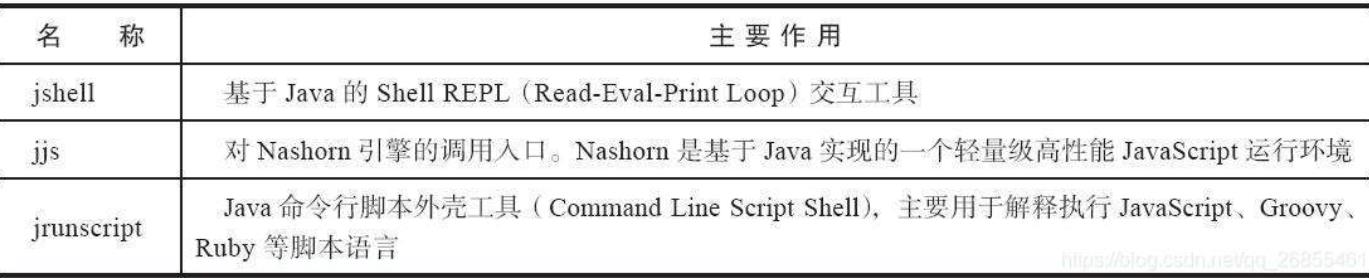 名 称 主要作用
jshell 基于 Java 的 Shell REPL（Read-Eval-Print Loop）交互工具
jjs 对 Nashorn 引擎的调用入口。Nashorn 是基于 Java 实现的一个轻量级高性能 JavaScript 运行环境
jrunscript Java 命令行脚本外壳工具（Command Line Script Shell），主要用于解释执行 JavaScript、Groovy、
Ruby 等脚本语言
https://blog.csdn.net/qq_26855461